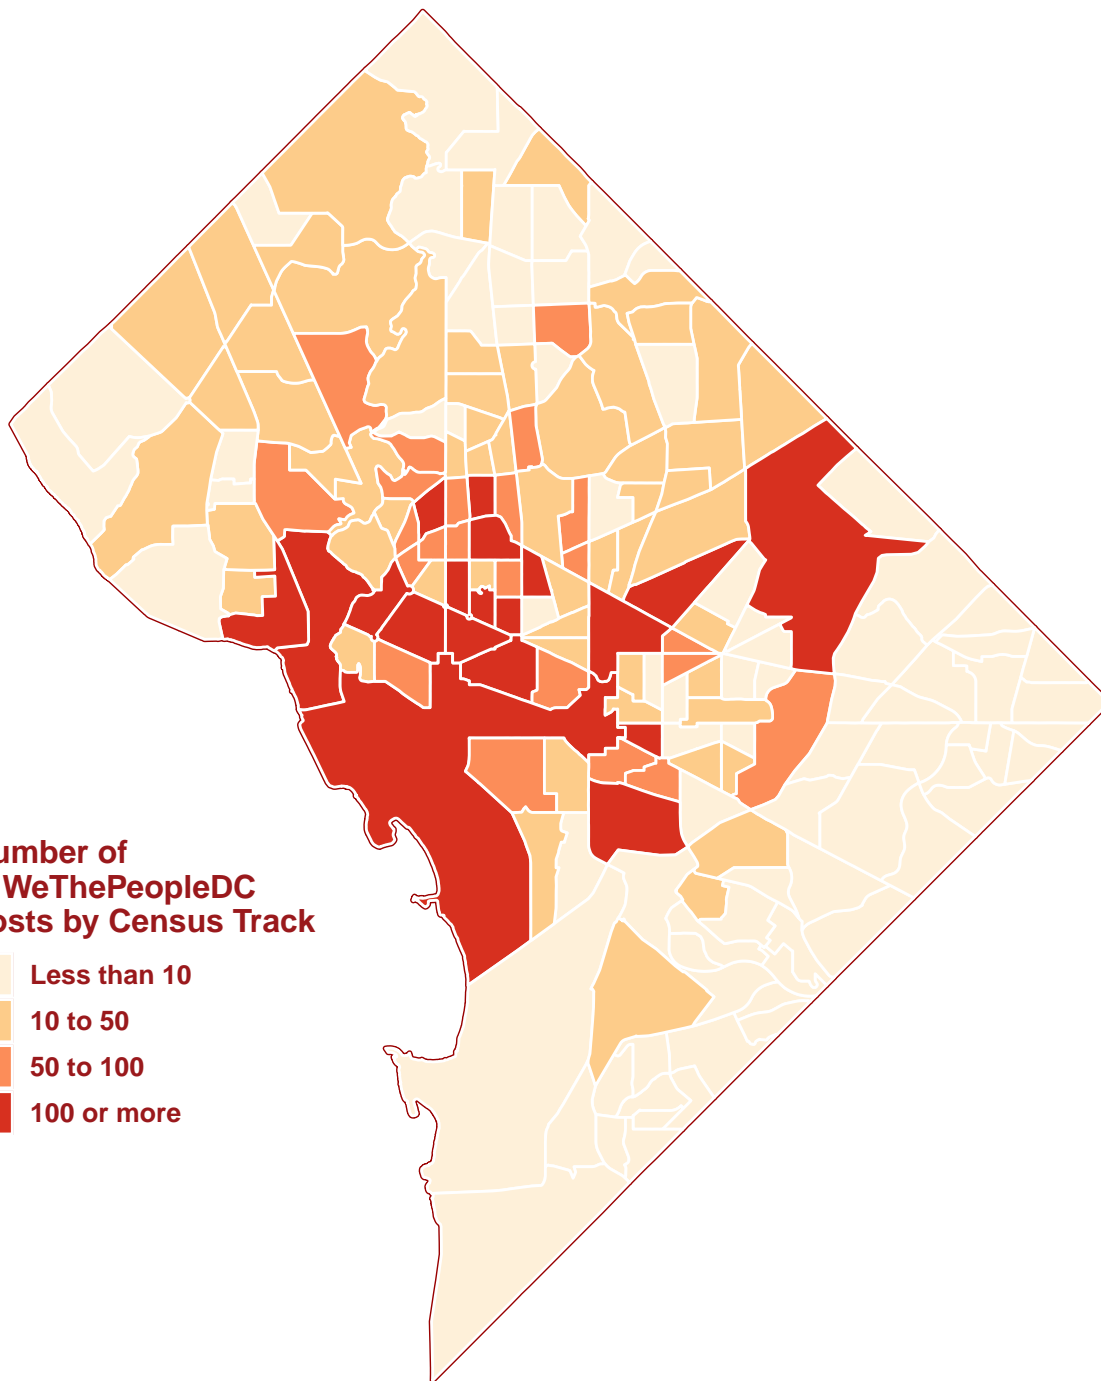 umber of
WeThePeopleDC
osts by Census Track
Less than 10
10 to 50
50 to 100
100 or more